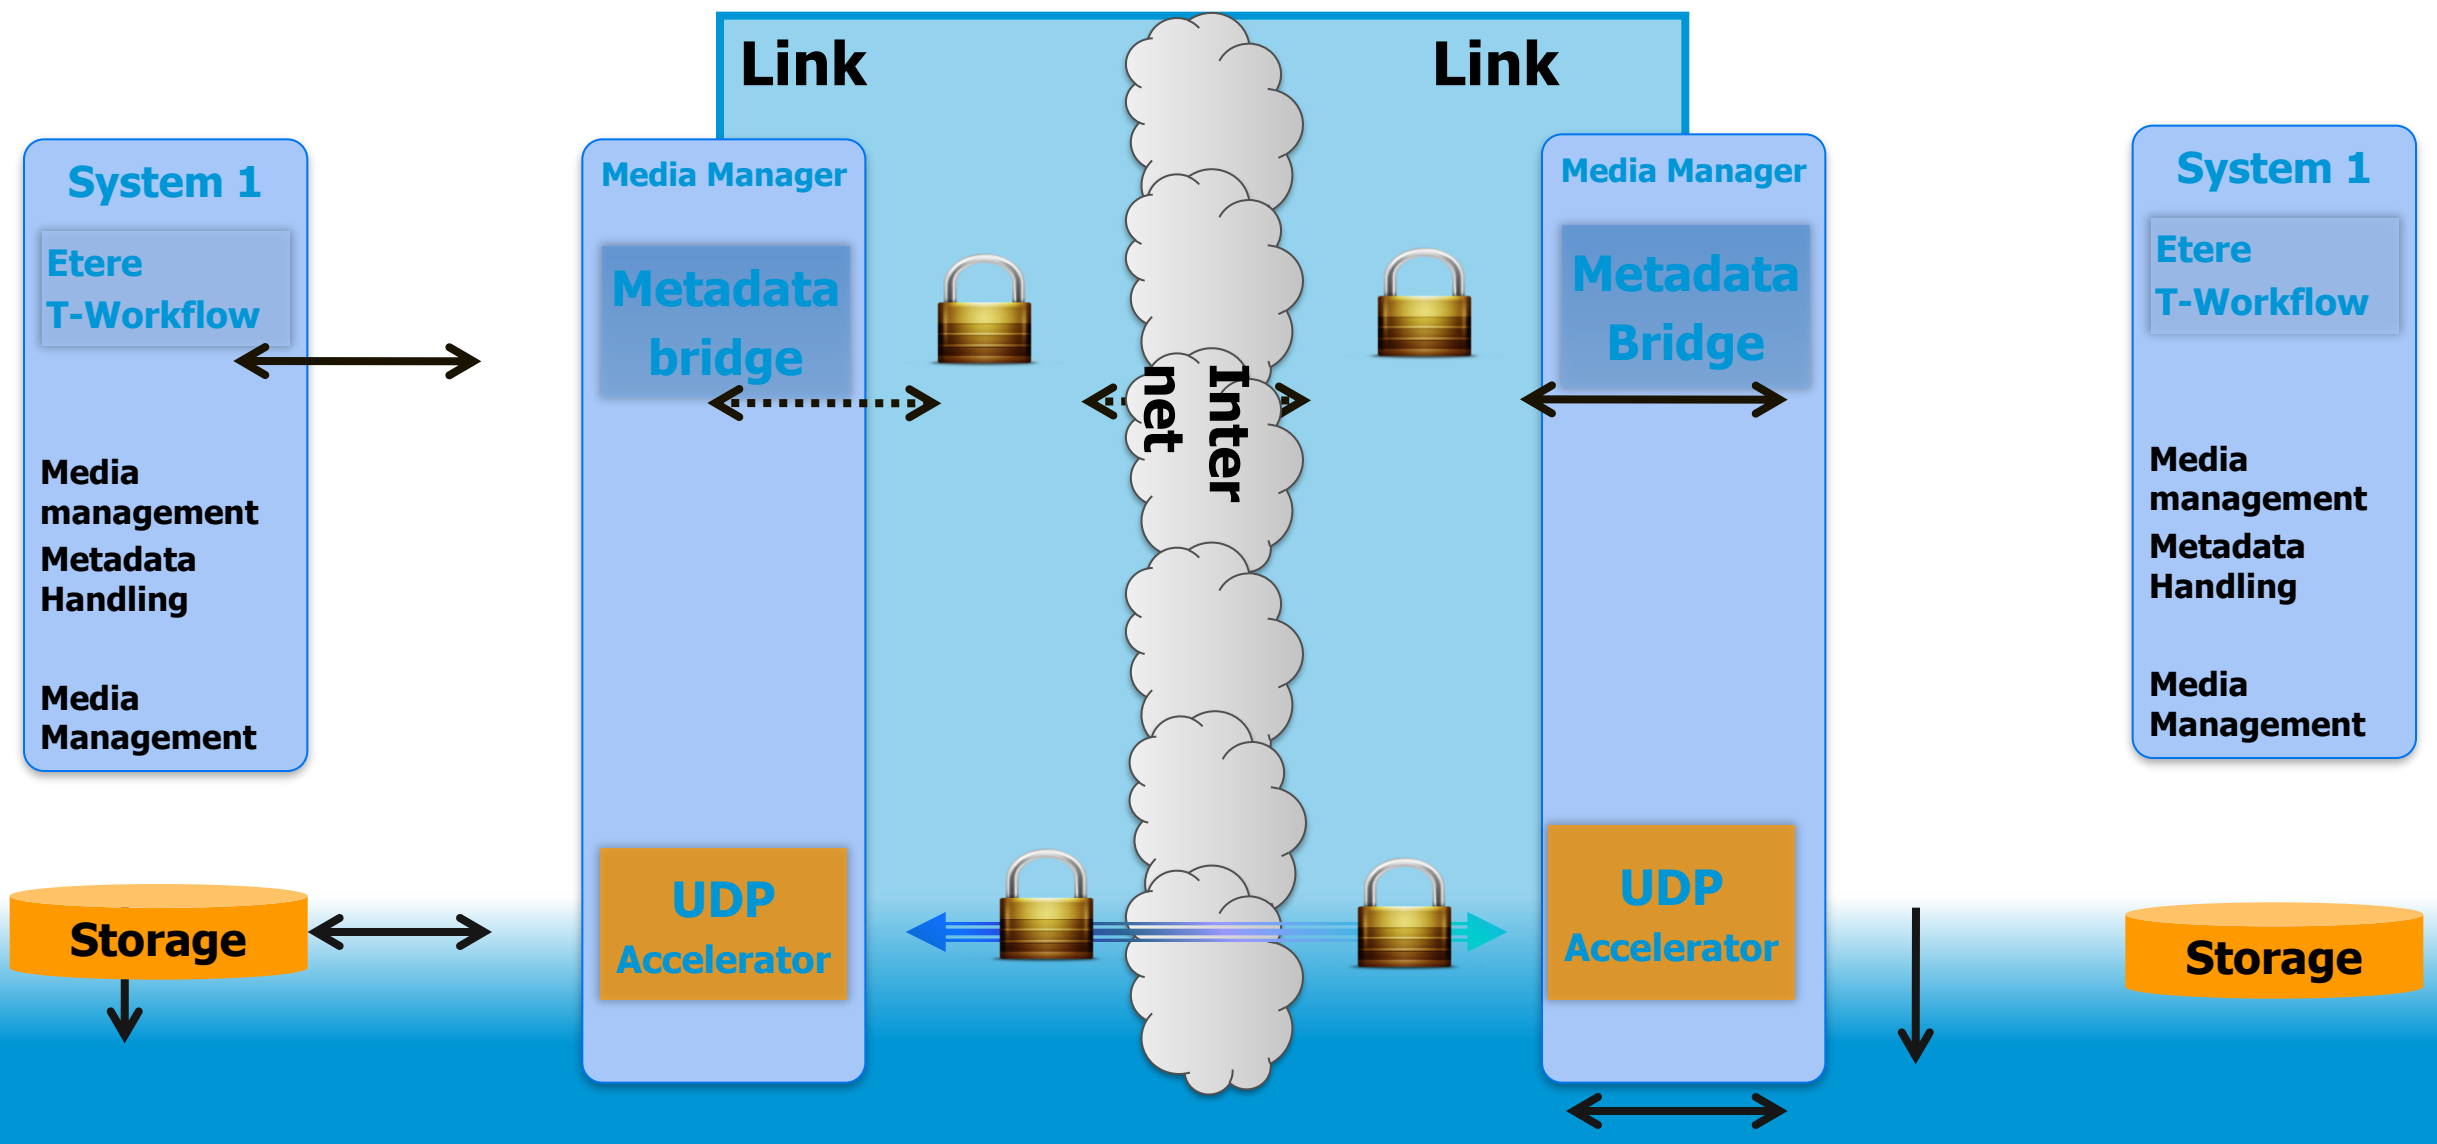 Link
Link
System 1
Etere
T-Workflow
Media
management
Metadata
Handling
Media
Management
Storage
Media Manager
Metadata
bridge
UDP
Accelerator
Inter
net
Media Manager
Metadata
Bridge
UDP
Accelerator
System 1
Etere
T-Workflow
Media
management
Metadata
Handling
Media
Management
Storage